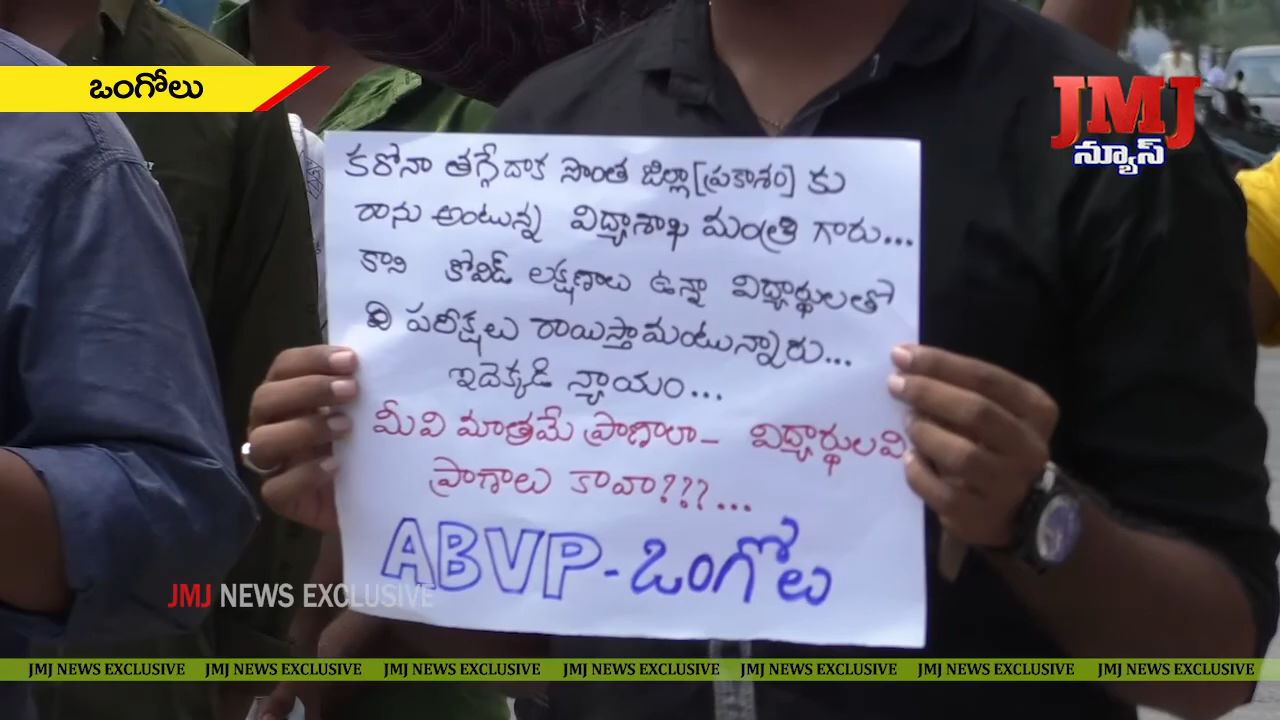 ఒంగోలు
JMJ
న్యూస్
కరోనా తగ్గేదాక సొంత జిల్లా [ప్రకాశం] కు
రాను అంటున్న విద్యాశాఖ మంత్రి గారు...
కాని కోవిడ్ లక్షణాలు ఉన్నా విద్యార్థులతో
పరీక్షలు రాయిస్తామంటున్నారు...
ఇదెక్కడి న్యాయం...
మీవి మాత్రమే ప్రాణాలా - విద్యార్థులవి
ప్రాణాలు కావా???...
ABVP - ఒంగోలు
JMJ NEWS EXCLUSIVE
JMJ NEWS EXCLUSIVE JMJ NEWS EXCLUSIVE JMJ NEWS EXCLUSIVE JMJ NEWS EXCLUSIVE JMJ NEWS EXCLUSIVE JMJ NEWS EXCLUSIVE JMJ NEWS EXCLUSIVE